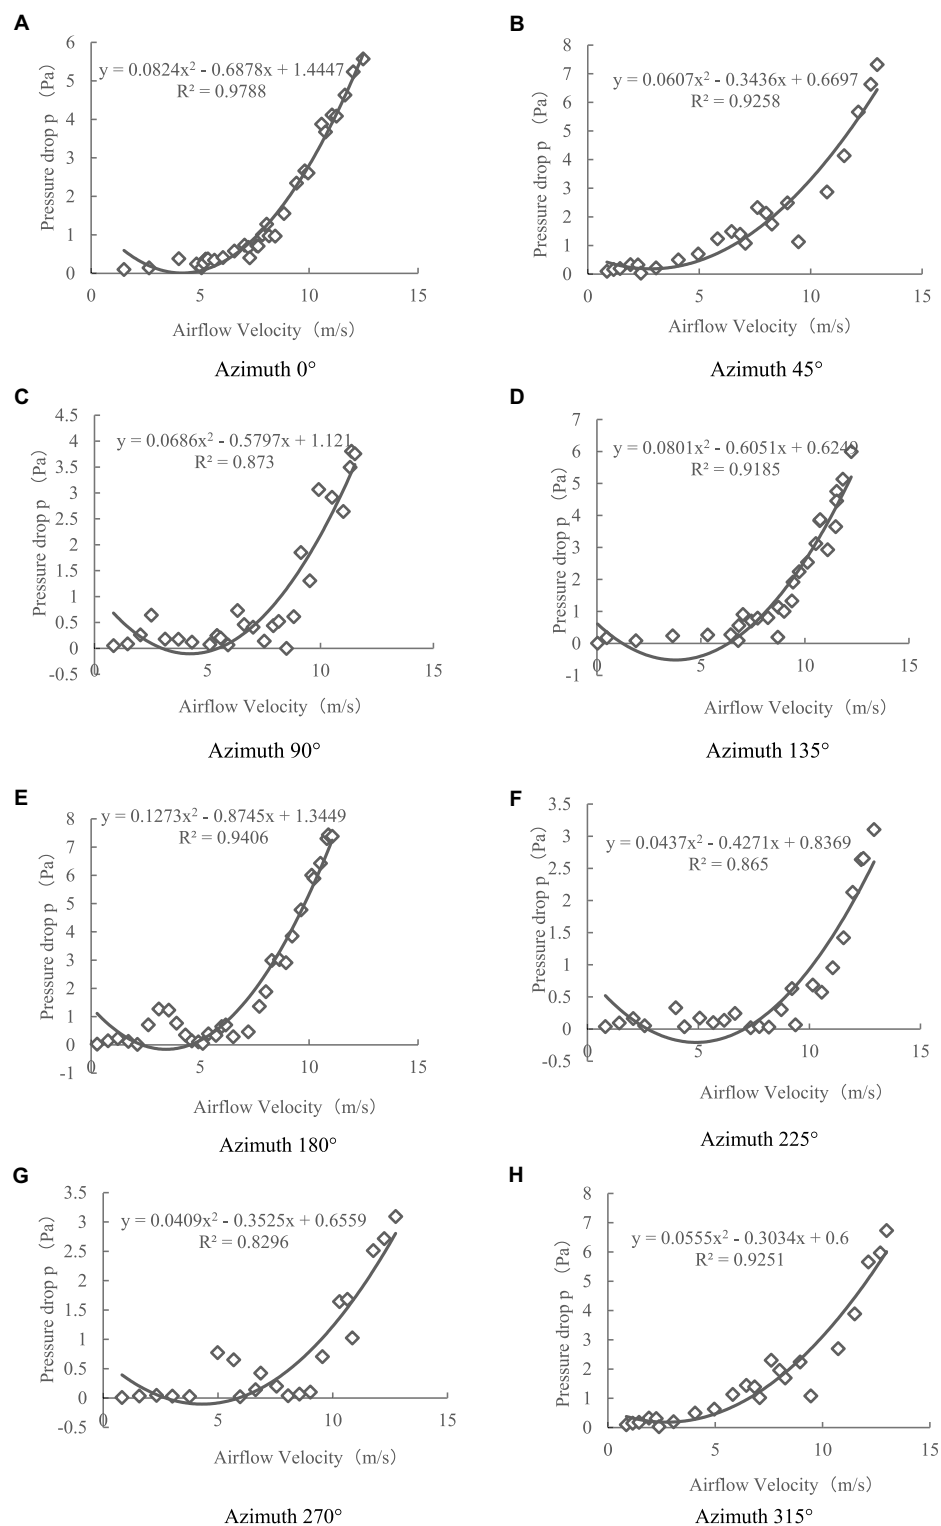 A
Pressure drop p （Pa）
6
5
4
3
2
1
0
y = 0.0824x² - 0.6878x + 1.4447
R² = 0.9788
0 5 10 15
Airflow Velocity（m/s）
Azimuth 0°
B
Pressure drop p （Pa）
8
7
6
5
4
3
2
1
0
y = 0.0607x² - 0.3436x + 0.6697
R² = 0.9258
0 5 10 15
Airflow Velocity（m/s）
Azimuth 45°
C
Pressure drop p （Pa）
4.5
4
3.5
3
2.5
2
1.5
1
0.5
0
-0.5
y = 0.0686x² - 0.5797x + 1.121
R² = 0.873
0 5 10 15
Airflow Velocity（m/s）
Azimuth 90°
D
Pressure drop p （Pa）
7
6
5
4
3
2
1
0
-1
y = 0.0801x² - 0.6051x + 0.6249
R² = 0.9185
0 5 10 15
Airflow Velocity（m/s）
Azimuth 135°
E
Pressure drop p （Pa）
8
7
6
5
4
3
2
1
0
-1
y = 0.1273x² - 0.8745x + 1.3449
R² = 0.9406
0 5 10 15
Airflow Velocity（m/s）
Azimuth 180°
F
Pressure drop p （Pa）
3.5
3
2.5
2
1.5
1
0.5
0
-0.5
y = 0.0437x² - 0.4271x + 0.8369
R² = 0.865
0 5 10 15
Airflow Velocity（m/s）
Azimuth 225°
G
Pressure drop p （Pa）
3.5
3
2.5
2
1.5
1
0.5
0
-0.5
y = 0.0409x² - 0.3525x + 0.6559
R² = 0.8296
0 5 10 15
Airflow Velocity（m/s）
Azimuth 270°
H
Pressure drop p （Pa）
8
7
6
5
4
3
2
1
0
y = 0.0555x² - 0.3034x + 0.6
R² = 0.9251
0 5 10 15
Airflow Velocity（m/s）
Azimuth 315°